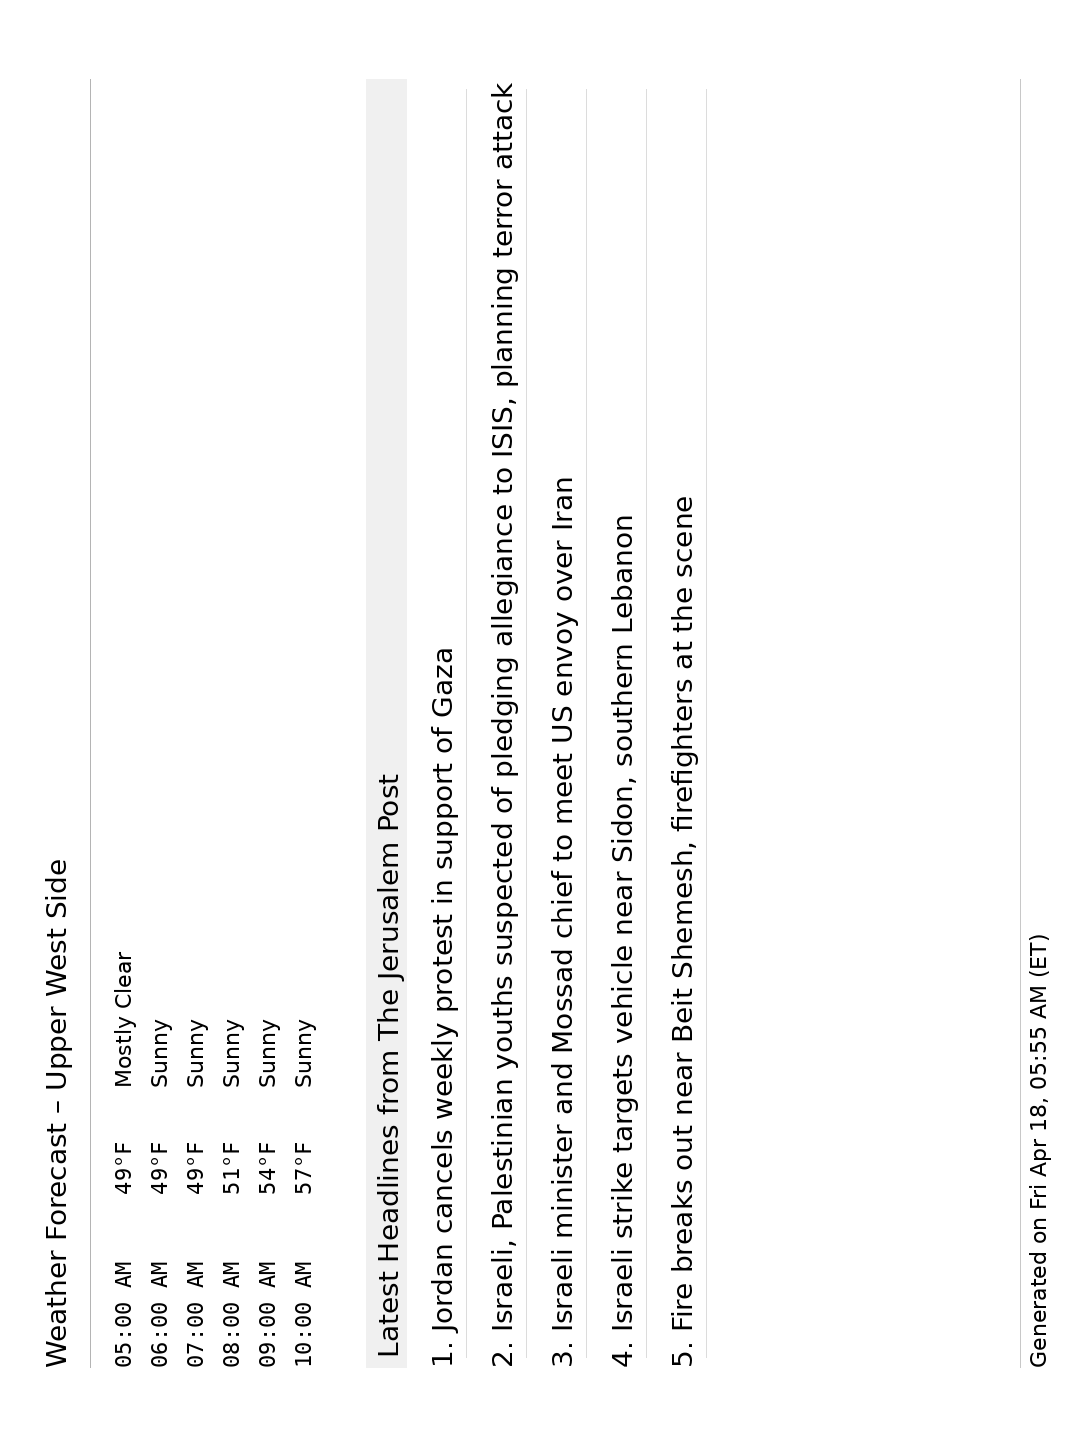 Weather Forecast – Upper West Side
05:00 AM 49°F Mostly Clear
06:00 AM 49°F Sunny
07:00 AM 49°F Sunny
08:00 AM 51°F Sunny
09:00 AM 54°F Sunny
10:00 AM 57°F Sunny
Latest Headlines from The Jerusalem Post
1. Jordan cancels weekly protest in support of Gaza
2. Israeli, Palestinian youths suspected of pledging allegiance to ISIS, planning terror attack
3. Israeli minister and Mossad chief to meet US envoy over Iran
4. Israeli strike targets vehicle near Sidon, southern Lebanon
5. Fire breaks out near Beit Shemesh, firefighters at the scene
Generated on Fri Apr 18, 05:55 AM (ET)